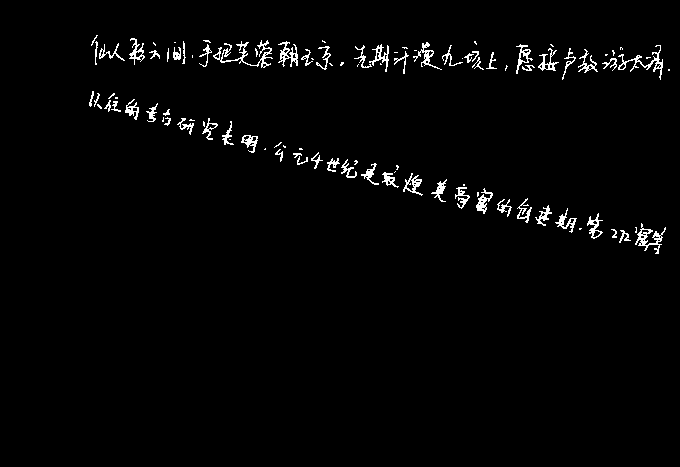 仙人彩云间,手把芙蓉朝玉京。先期汗漫九垓上,愿接卢敖游太清.
以往的考古研究表明.公元4世纪是敦煌莫高窟的创建期.第272窟等